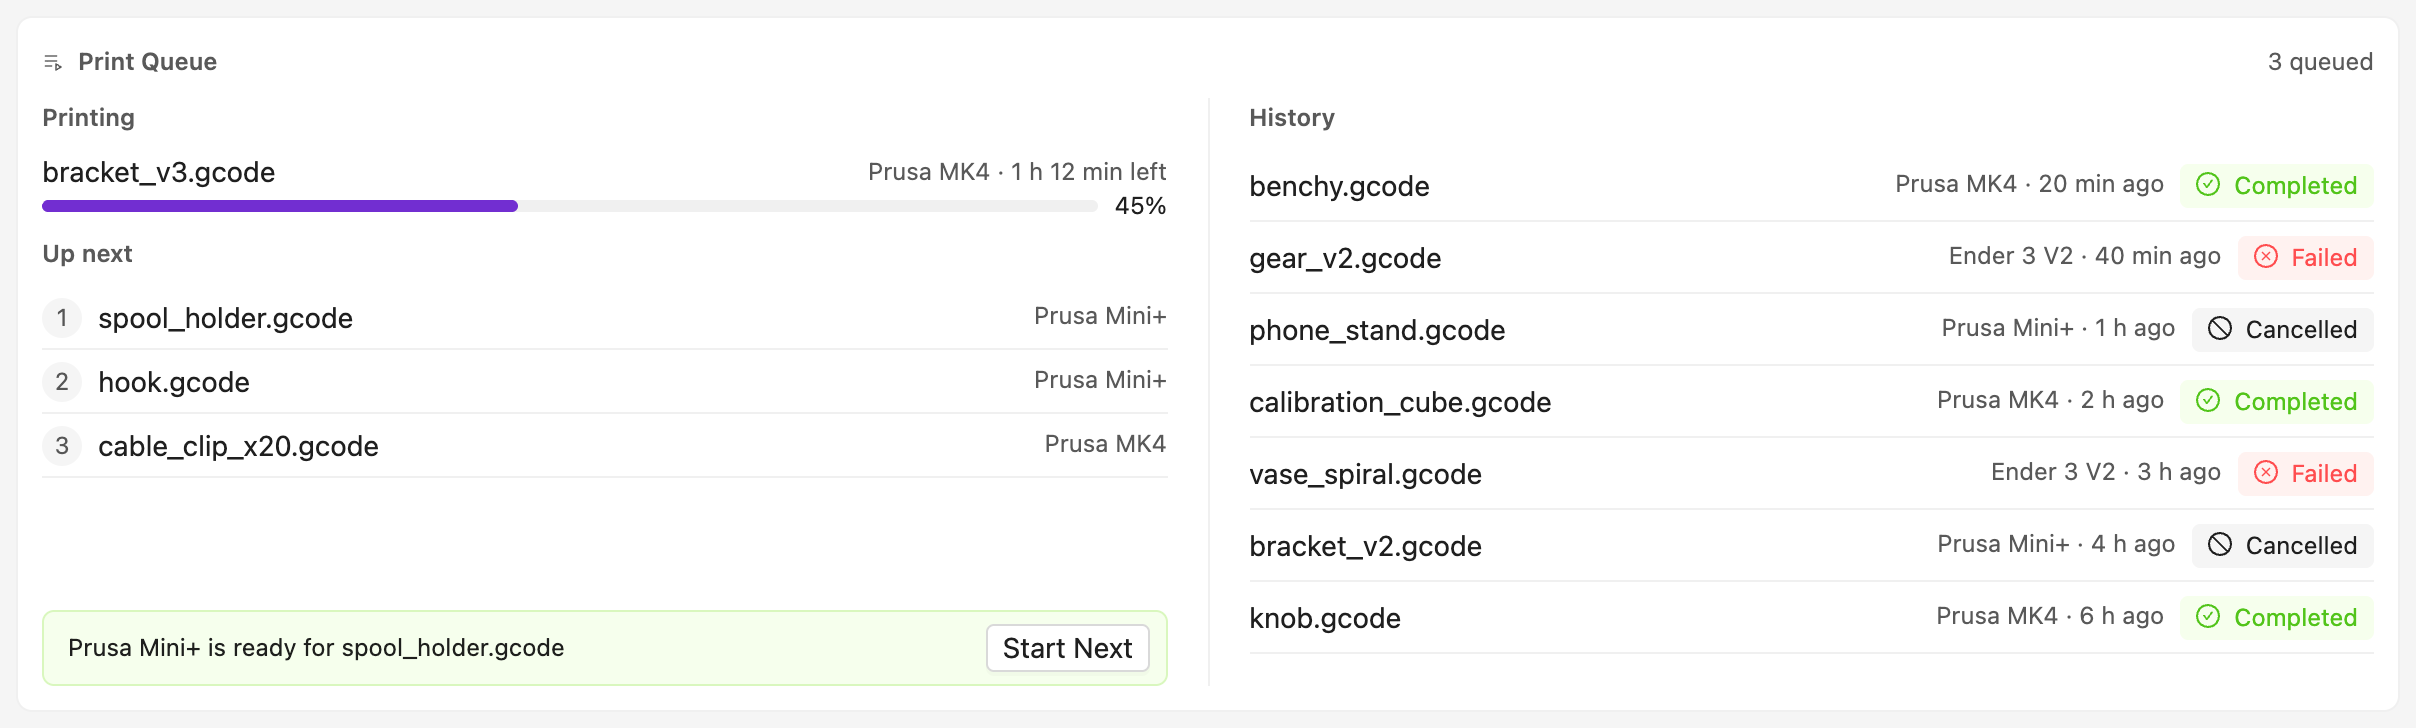 Print Queue
3 queued
Printing
bracket_v3.gcode
Prusa MK4 · 1 h 12 min left
45%
Up next
1 spool_holder.gcode Prusa Mini+
2 hook.gcode Prusa Mini+
3 cable_clip_x20.gcode Prusa MK4
Prusa Mini+ is ready for spool_holder.gcode
Start Next
History
benchy.gcode Prusa MK4 · 20 min ago Completed
gear_v2.gcode Ender 3 V2 · 40 min ago Failed
phone_stand.gcode Prusa Mini+ · 1 h ago Cancelled
calibration_cube.gcode Prusa MK4 · 2 h ago Completed
vase_spiral.gcode Ender 3 V2 · 3 h ago Failed
bracket_v2.gcode Prusa Mini+ · 4 h ago Cancelled
knob.gcode Prusa MK4 · 6 h ago Completed